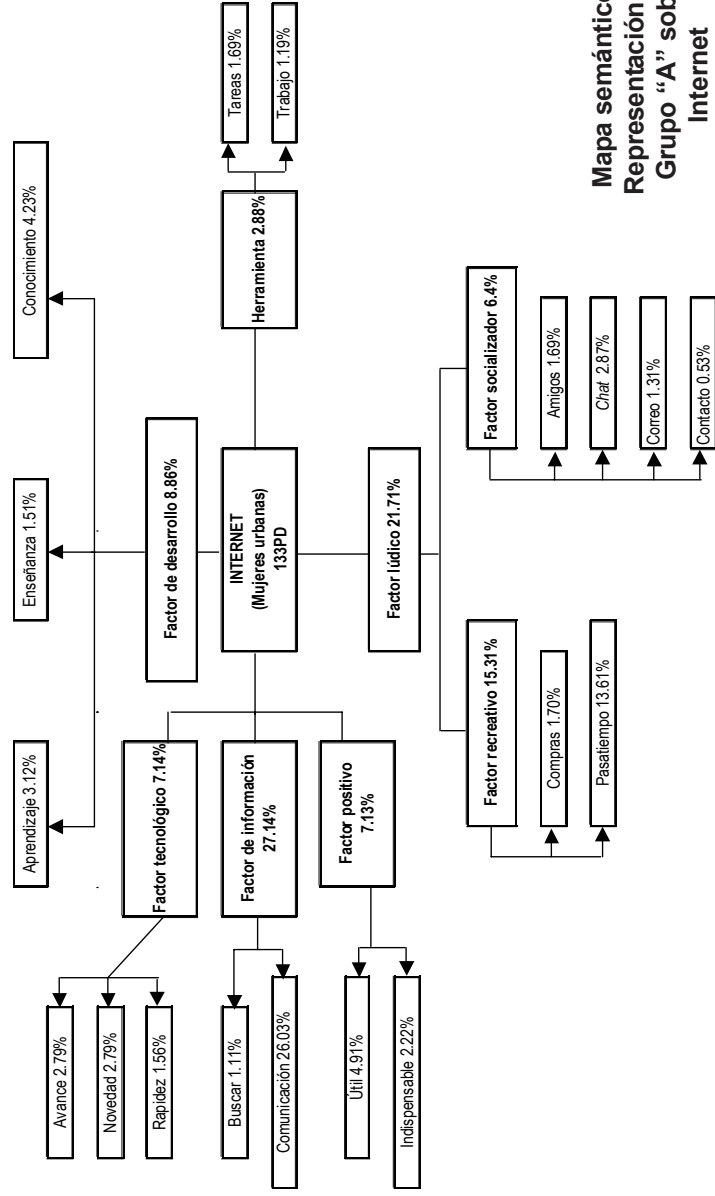 Aprendizaje 3.12%
Enseñanza 1.51%
Conocimiento 4.23%
Avance 2.79%
Novedad 2.79%
Rapidez 1.56%
Factor tecnológico 7.14%
Factor de desarrollo 8.86%
Buscar 1.11%
Comunicación 26.03%
Factor de información
27.14%
INTERNET
(Mujeres urbanas)
133PD
Herramienta 2.88%
Tareas 1.69%
Trabajo 1.19%
Útil 4.91%
Indispensable 2.22%
Factor positivo
7.13%
Factor lúdico 21.71%
Factor recreativo 15.31%
Compras 1.70%
Pasatiempo 13.61%
Factor socializador 6.4%
Amigos 1.69%
Chat 2.87%
Correo 1.31%
Contacto 0.53%
Mapa semántico
Representación
Grupo “A”
Internet